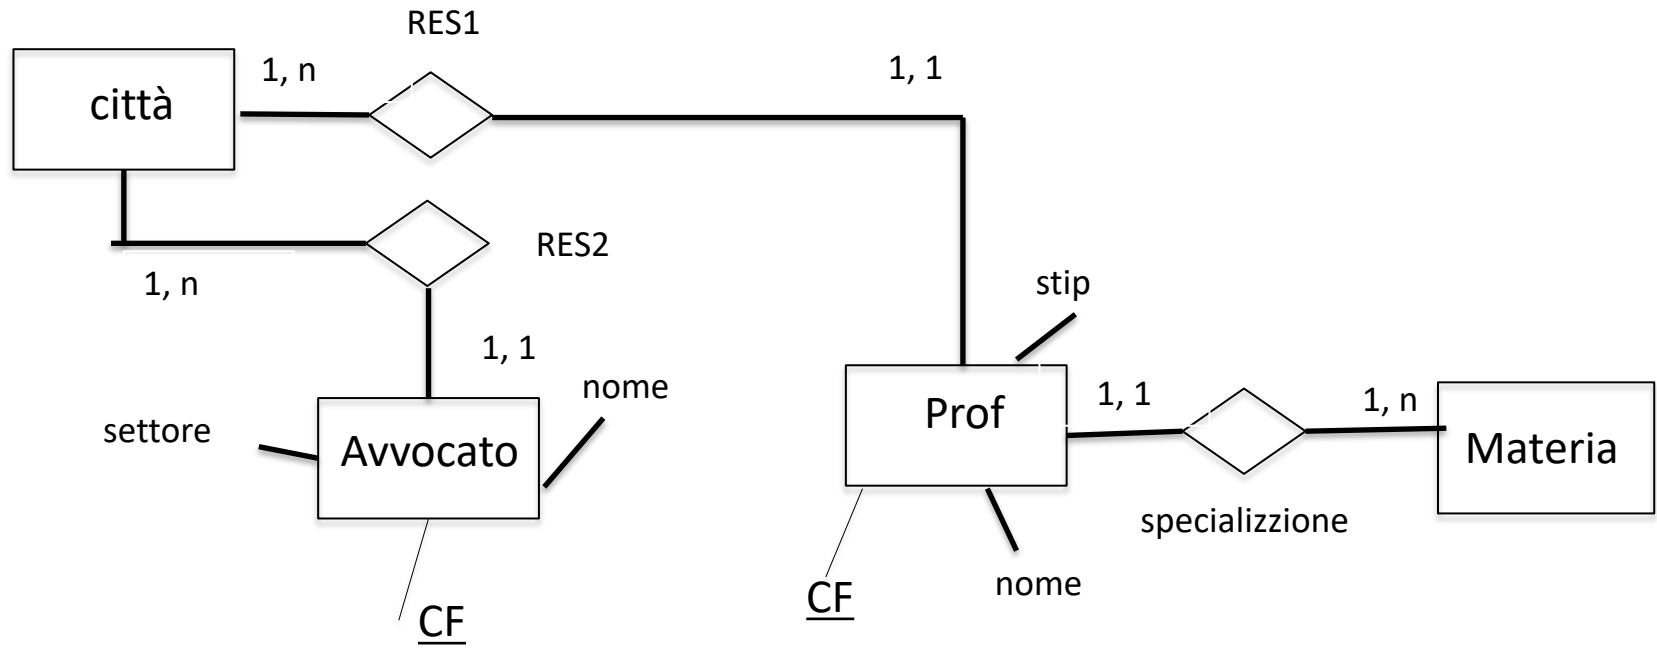 RES1
1, n
1, 1
città
RES2
1, n
stip
1, 1
nome
1, 1
1, n
settore
Avvocato
Prof
Materia
specializzione
nome
CF
CF